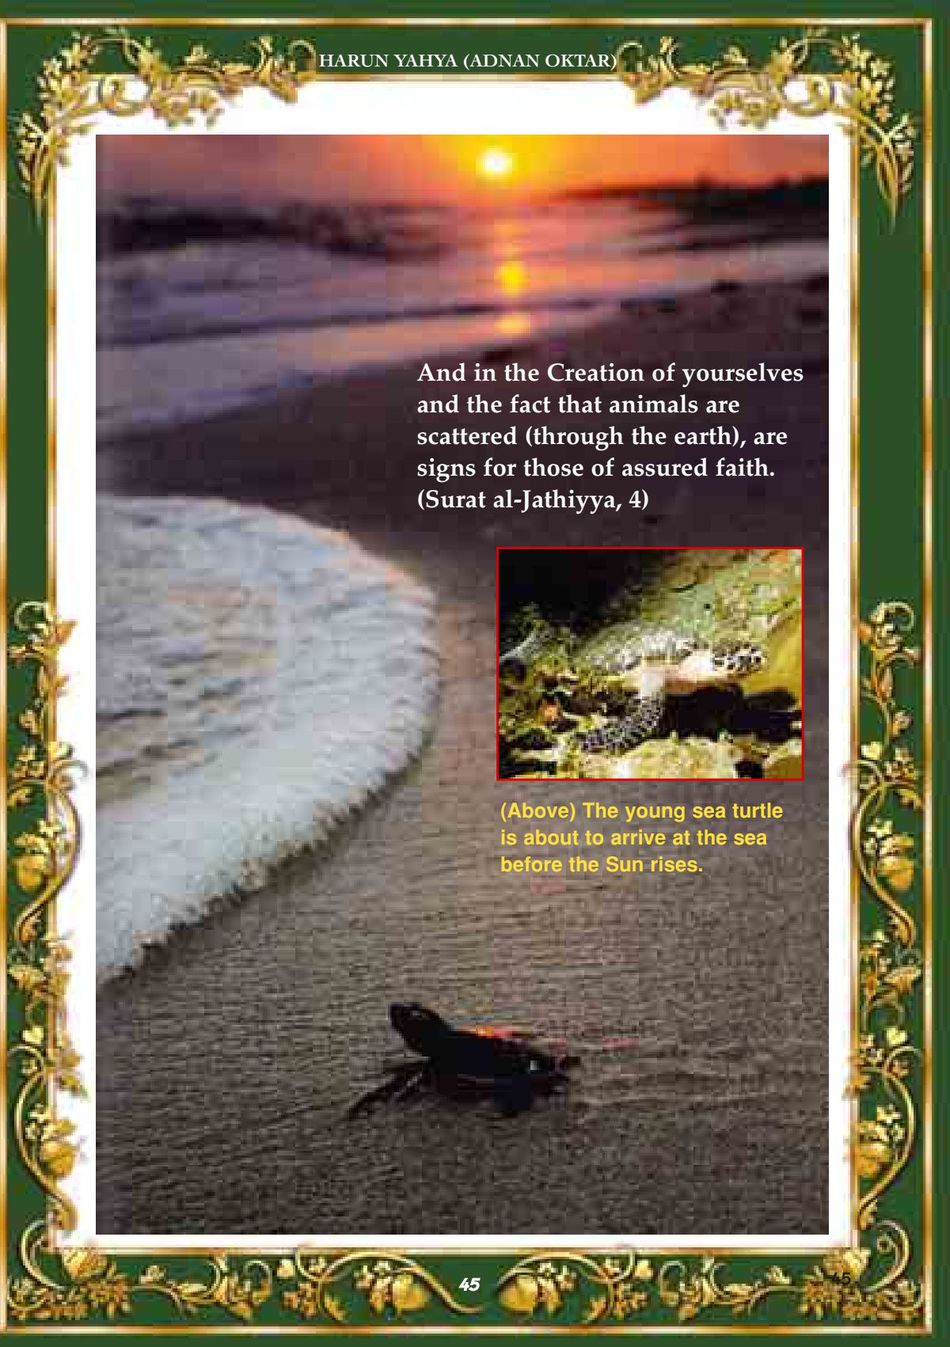 HARUN YAHYA (ADNAN OKTAR)
And in the Creation of yourselves
and the fact that animals are
scattered (through the earth), are
signs for those of assured faith.
(Surat al-Jathiyya, 4)
(Above) The young sea turtle
is about to arrive at the sea
before the Sun rises.
45
45